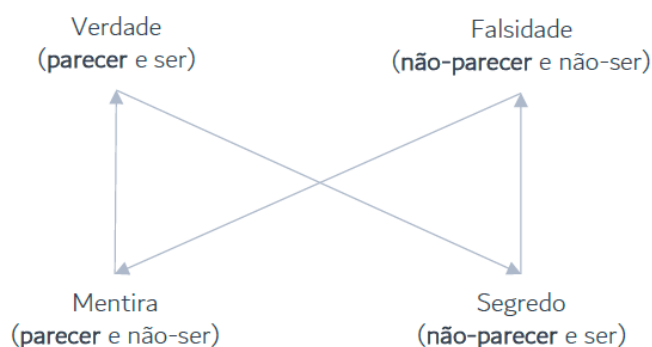 Verdade
(parecer e ser)
Falsidade
(não-parecer e não-ser)
Mentira
(parecer e não-ser)
Segredo
(não-parecer e ser)